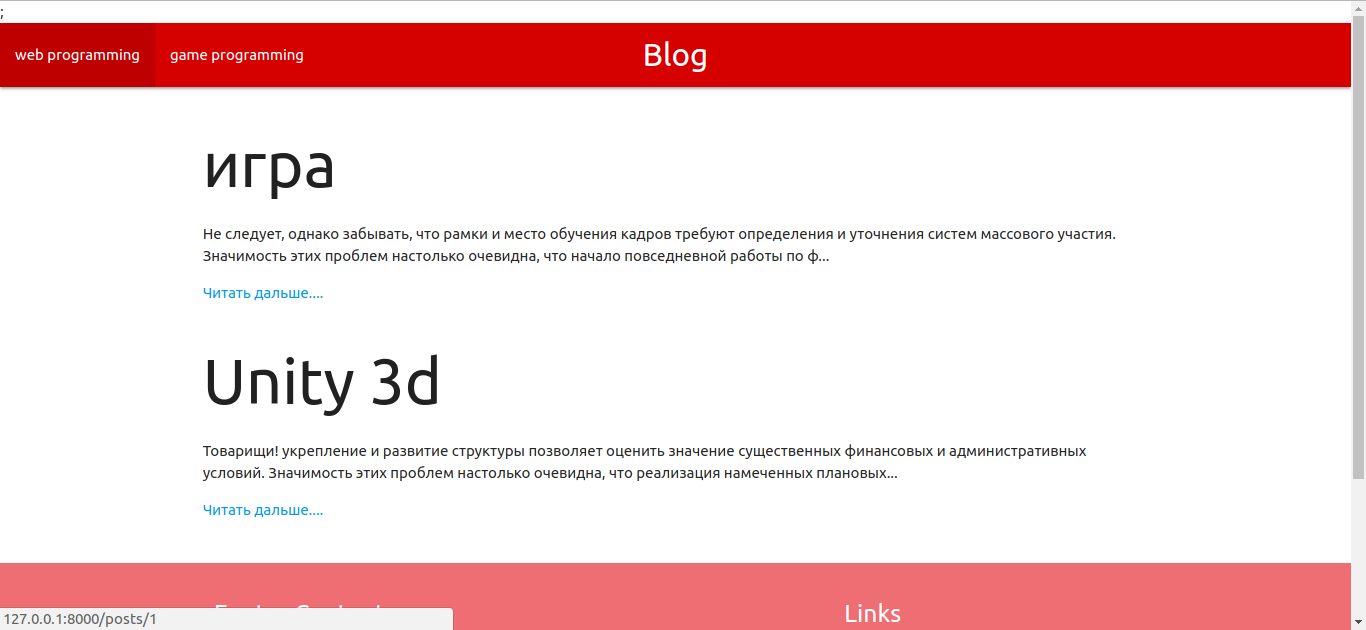 ;
web programming game programming Blog
игра
Не следует, однако забывать, что рамки и место обучения кадров требуют определения и уточнения систем массового участия.
Значимость этих проблем настолько очевидна, что начало повседневной работы по ф...
Читать дальше....
Unity 3d
Товарищи! укрепление и развитие структуры позволяет оценить значение существенных финансовых и административных
условий. Значимость этих проблем настолько очевидна, что реализация намеченных плановых...
Читать дальше....
Links
127.0.0.1:8000/posts/1